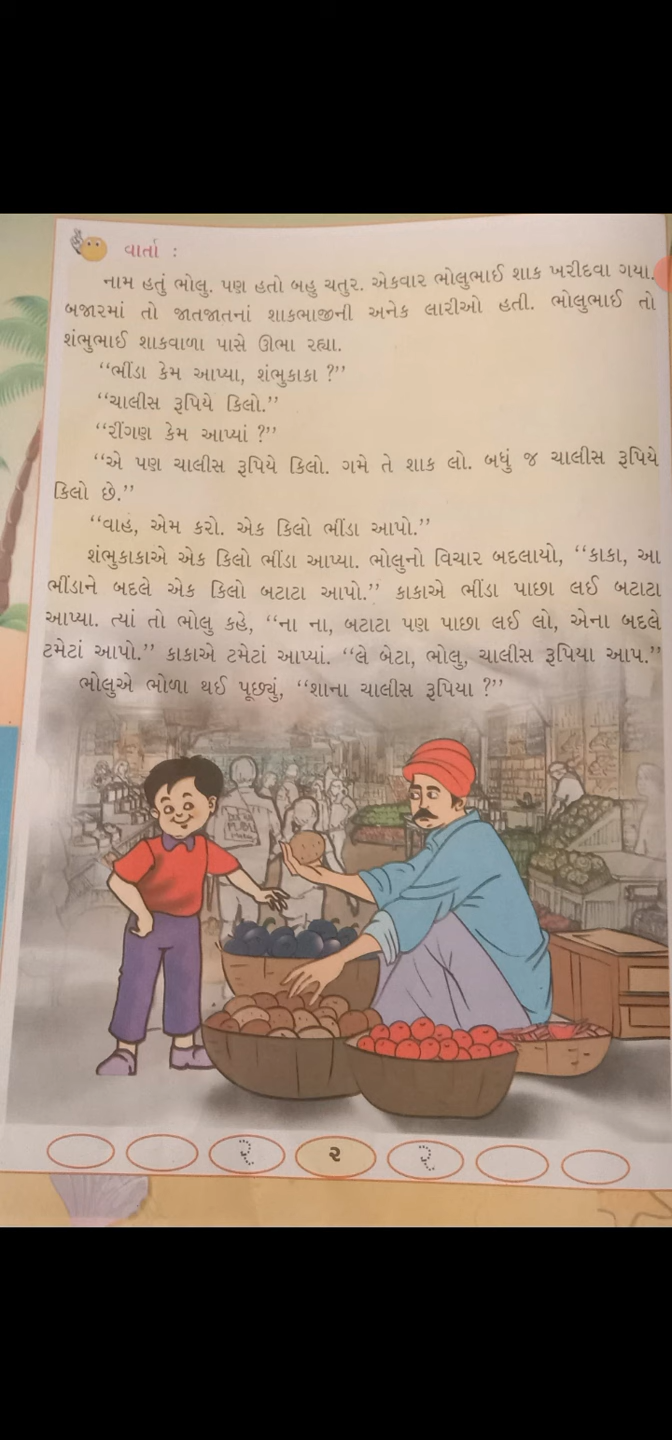 વાર્તા :
નામ હતું ભોલુ. પણ હતો બહુ ચતુર. એકવાર ભોલુભાઈ શાક ખરીદવા ગયા.
બજારમાં તો જાતજાતનાં શાકભાજીની અનેક લારીઓ હતી. ભોલુભાઈ તો
શંભુભાઈ શાકવાળા પાસે ઊભા રહ્યા.
“ભીંડા કેમ આપ્યા, શંભુકાકા ?”
“ચાલીસ રૂપિયે કિલો.”
“રીંગણ કેમ આપ્યાં ?”
“એ પણ ચાલીસ રૂપિયે કિલો. ગમે તે શાક લો. બધું જ ચાલીસ રૂપિયે
કિલો છે.”
“વાહ, એમ કરો. એક કિલો ભીંડા આપો.”
શંભુકાકાએ એક કિલો ભીંડા આપ્યા. ભોલુનો વિચાર બદલાયો, “કાકા, આ
ભીંડાને બદલે એક કિલો બટાટા આપો.” કાકાએ ભીંડા પાછા લઈ બટાટા
આપ્યા. ત્યાં તો ભોલુ કહે, “ના ના, બટાટા પણ પાછા લઈ લો, એના બદલે
ટમેટાં આપો.” કાકાએ ટમેટાં આપ્યાં. “લે બેટા, ભોલુ, ચાલીસ રૂપિયા આપ.”
ભોલુએ ભોળા થઈ પૂછ્યું, “શાના ચાલીસ રૂપિયા ?”
૨ ૨ ૨